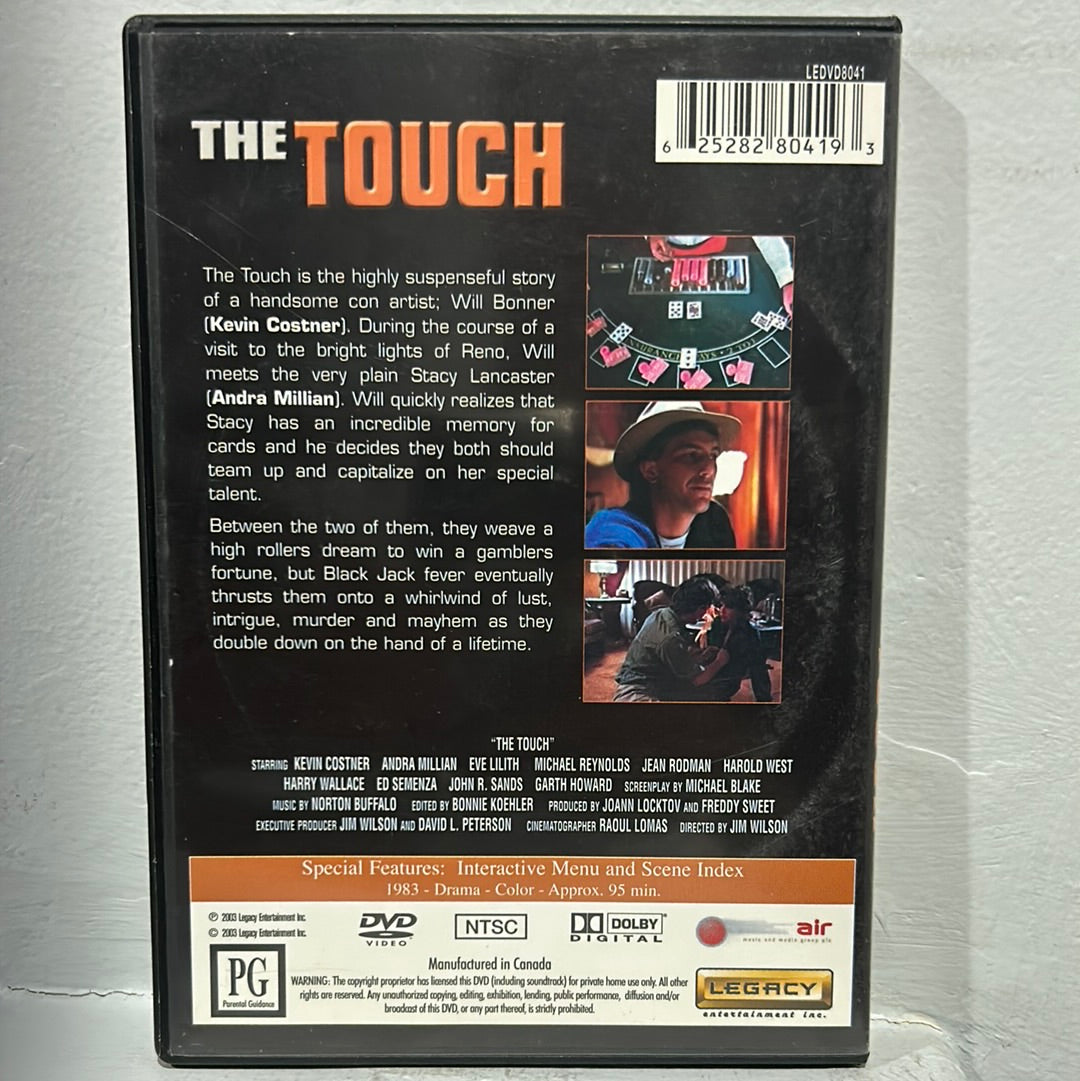 LEDVD8041
6 25282 80419 3
THE TOUCH
The Touch is the highly suspenseful story
of a handsome con artist; Will Bonner
(Kevin Costner). During the course of a
visit to the bright lights of Reno, Will
meets the very plain Stacy Lancaster
(Andra Millian). Will quickly realizes that
Stacy has an incredible memory for
cards and he decides they both should
team up and capitalize on her special
talent.
Between the two of them, they weave a
high rollers dream to win a gamblers
fortune, but Black Jack fever eventually
thrusts them onto a whirlwind of lust,
intrigue, murder and mayhem as they
double down on the hand of a lifetime.
"THE TOUCH"
STARRING KEVIN COSTNER ANDRA MILLIAN EVE LILITH MICHAEL REYNOLDS JEAN RODMAN HAROLD WEST
HARRY WALLACE ED SEMENZA JOHN R. SANDS GARTH HOWARD SCREENPLAY BY MICHAEL BLAKE
MUSIC BY NORTON BUFFALO EDITED BY BONNIE KOEHLER PRODUCED BY JOANN LOCKTOV AND FREDDY SWEET
EXECUTIVE PRODUCER JIM WILSON AND DAVID L. PETERSON CINEMATOGRAPHER RAOUL LOMAS DIRECTED BY JIM WILSON
Special Features: Interactive Menu and Scene Index
1983 - Drama - Color - Approx. 95 min.
℗ 2003 Legacy Entertainment Inc.
© 2003 Legacy Entertainment Inc.
DVD
VIDEO
NTSC
DOLBY
DIGITAL
air
music and media group plc
Manufactured in Canada
PG
Parental Guidance
WARNING: The copyright proprietor has licensed this DVD (including soundtrack) for private home use only. All other
rights are reserved. Any unauthorized copying, editing, exhibition, lending, public performance, diffusion and/or
broadcast of this DVD, or any part thereof, is strictly prohibited.
LEGACY
entertainment inc.